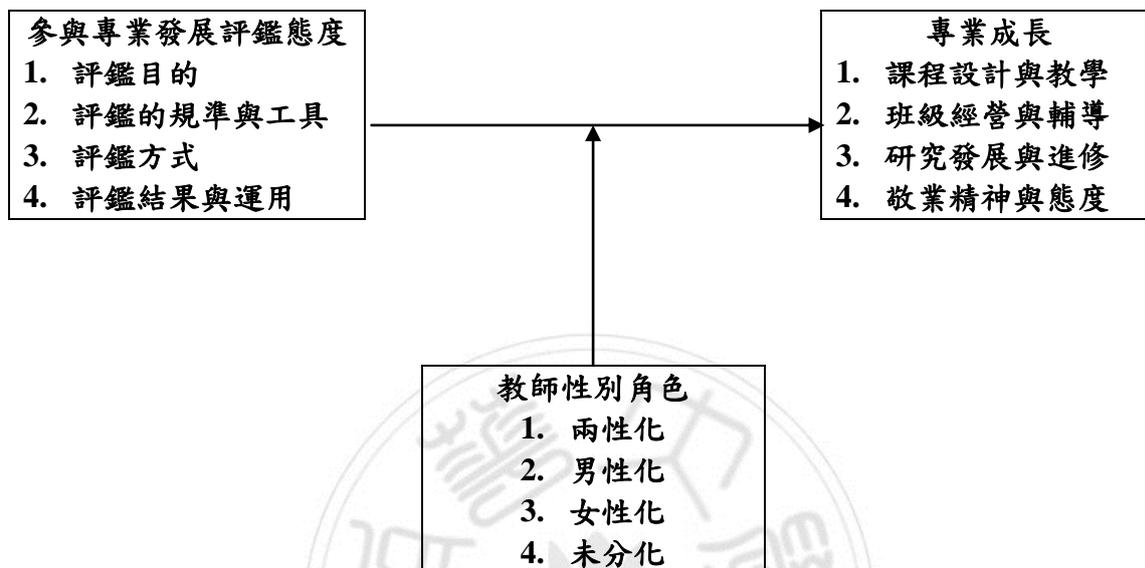 參與專業發展評鑑態度
1. 評鑑目的
2. 評鑑的規準與工具
3. 評鑑方式
4. 評鑑結果與運用
專業成長
1. 課程設計與教學
2. 班級經營與輔導
3. 研究發展與進修
4. 敬業精神與態度
教師性別角色
1. 兩性化
2. 男性化
3. 女性化
4. 未分化